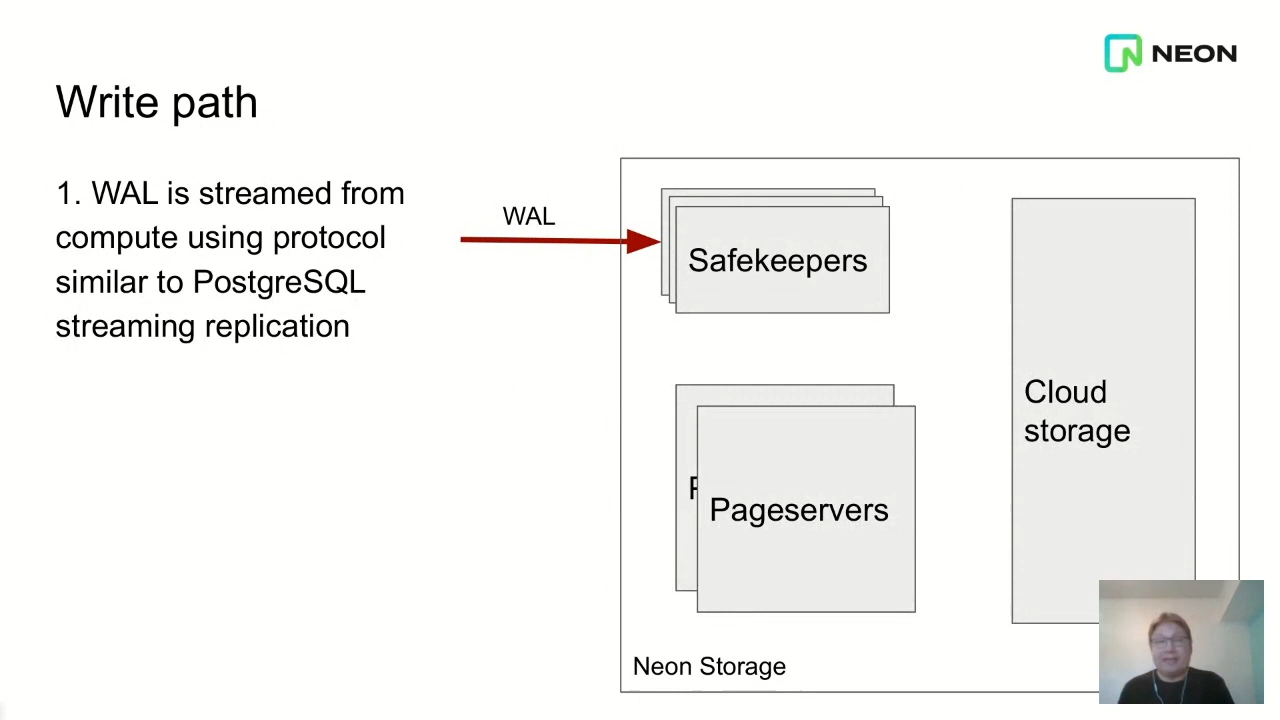 NEON
Write path
1. WAL is streamed from
compute using protocol
similar to PostgreSQL
streaming replication
WAL
Safekeepers
Pageservers
Cloud
storage
Neon Storage